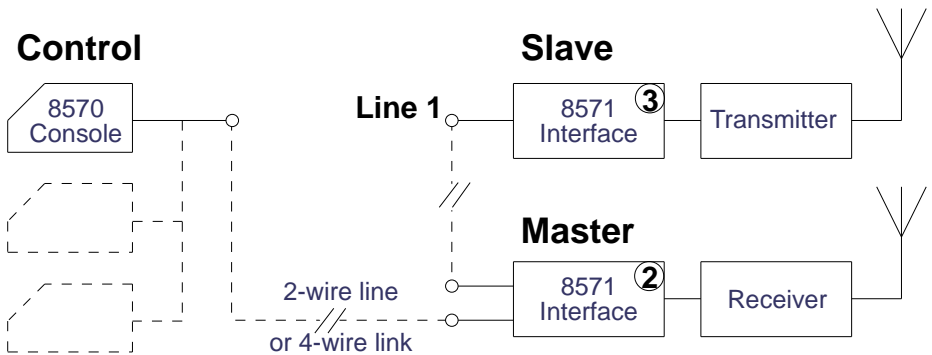 Control
8570
Console
Slave
Line 1
8571
Interface
3
Transmitter
Master
8571
Interface
2
Receiver
2-wire line
or 4-wire link